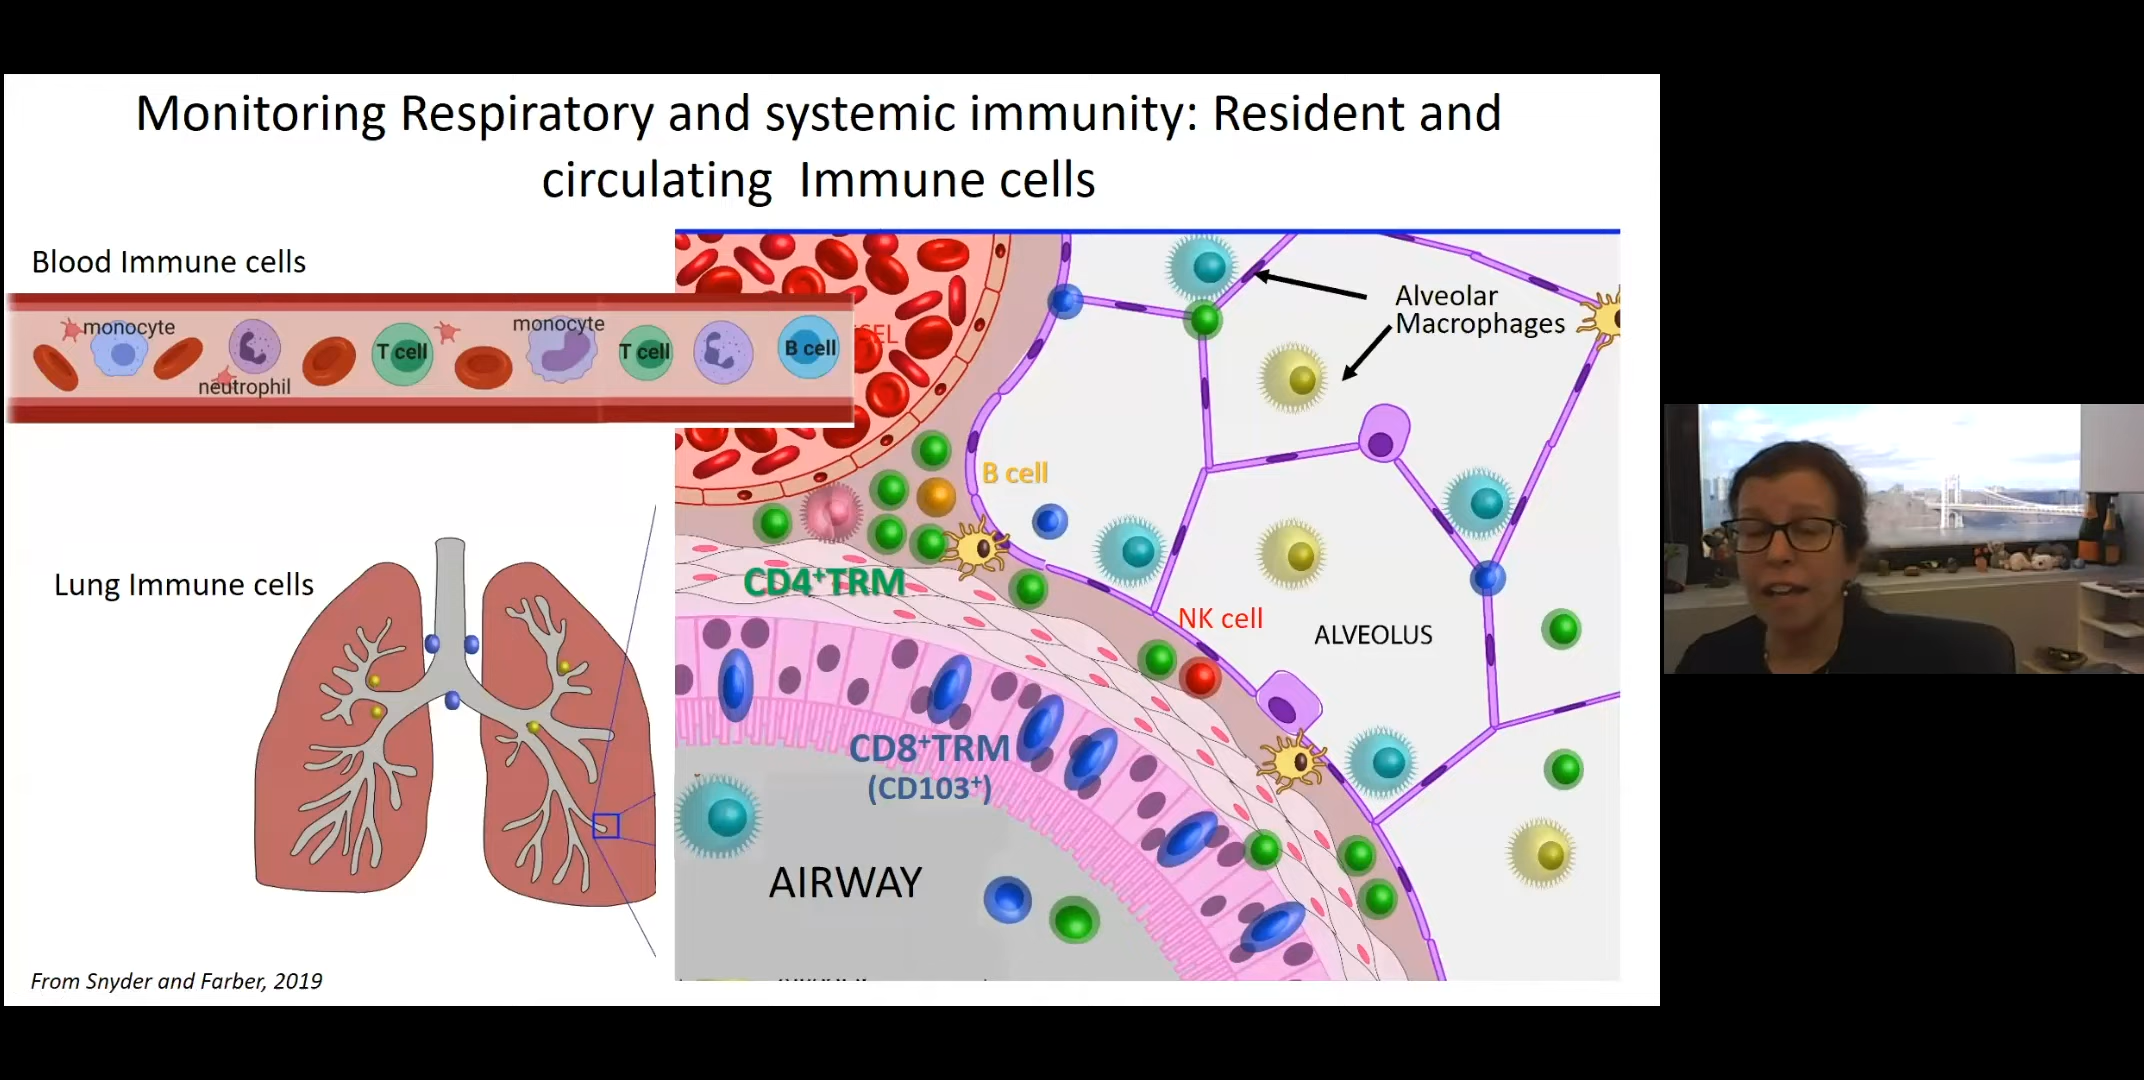 Monitoring Respiratory and systemic immunity: Resident and
circulating Immune cells
Blood Immune cells
monocyte
neutrophil
T cell
monocyte
T cell
B cell
SEL
Alveolar
Macrophages
B cell
CD4⁺TRM
NK cell
ALVEOLUS
CD8⁺TRM
(CD103⁺)
AIRWAY
Lung Immune cells
From Snyder and Farber, 2019